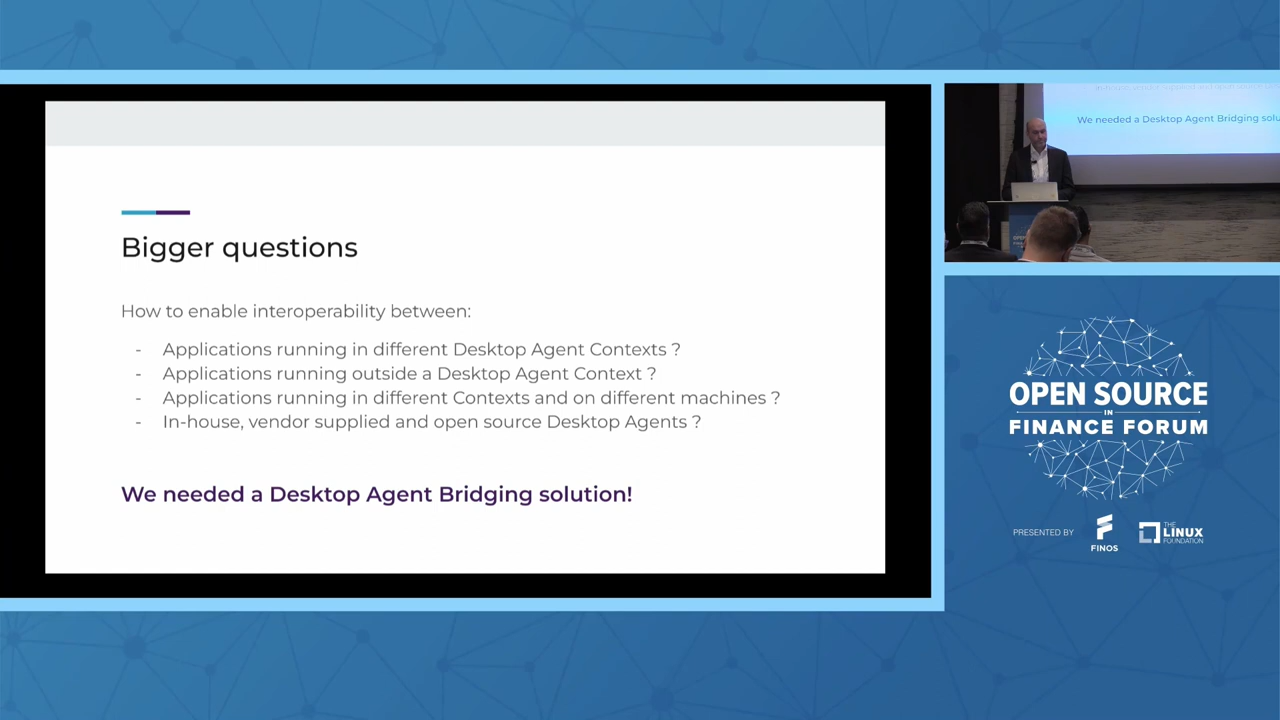 Bigger questions
How to enable interoperability between:
- Applications running in different Desktop Agent Contexts ?
- Applications running outside a Desktop Agent Context ?
- Applications running in different Contexts and on different machines ?
- In-house, vendor supplied and open source Desktop Agents ?
We needed a Desktop Agent Bridging solution!
We needed a Desktop Agent Bridging solu
OPEN SOURCE
IN
FINANCE FORUM
PRESENTED BY
FINOS
THE
LINUX
FOUNDATION